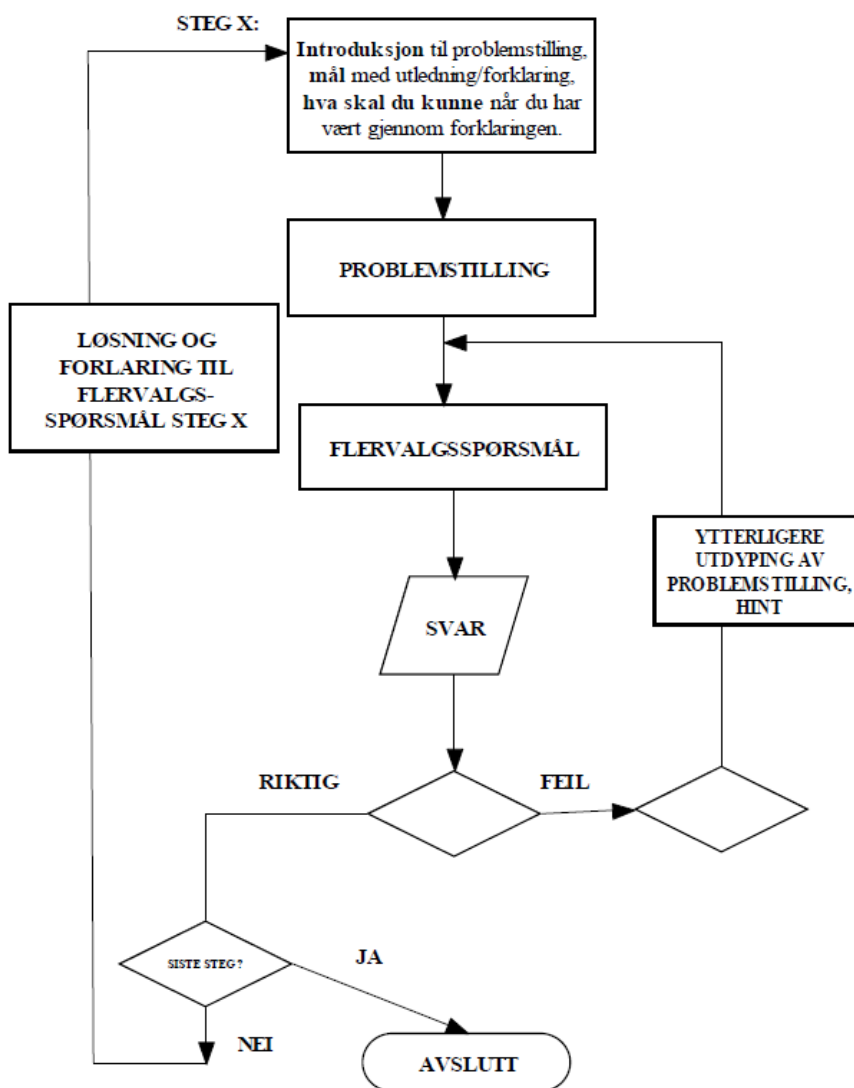 STEG X:
Introduksjon til problemstilling,
mål med utledning/forklaring,
hva skal du kunne når du har
vært gjennom forklaringen.
PROBLEMSTILLING
LØSNING OG
FORLARING TIL
FLERVALGS-
SPØRSMÅL STEG X
FLERVALGSSPØRSMÅL
YTTERLIGERE
UTDYPING AV
PROBLEMSTILLING,
HINT
SVAR
RIKTIG
FEIL
SISTE STEG?
JA
NEI
AVSLUTT